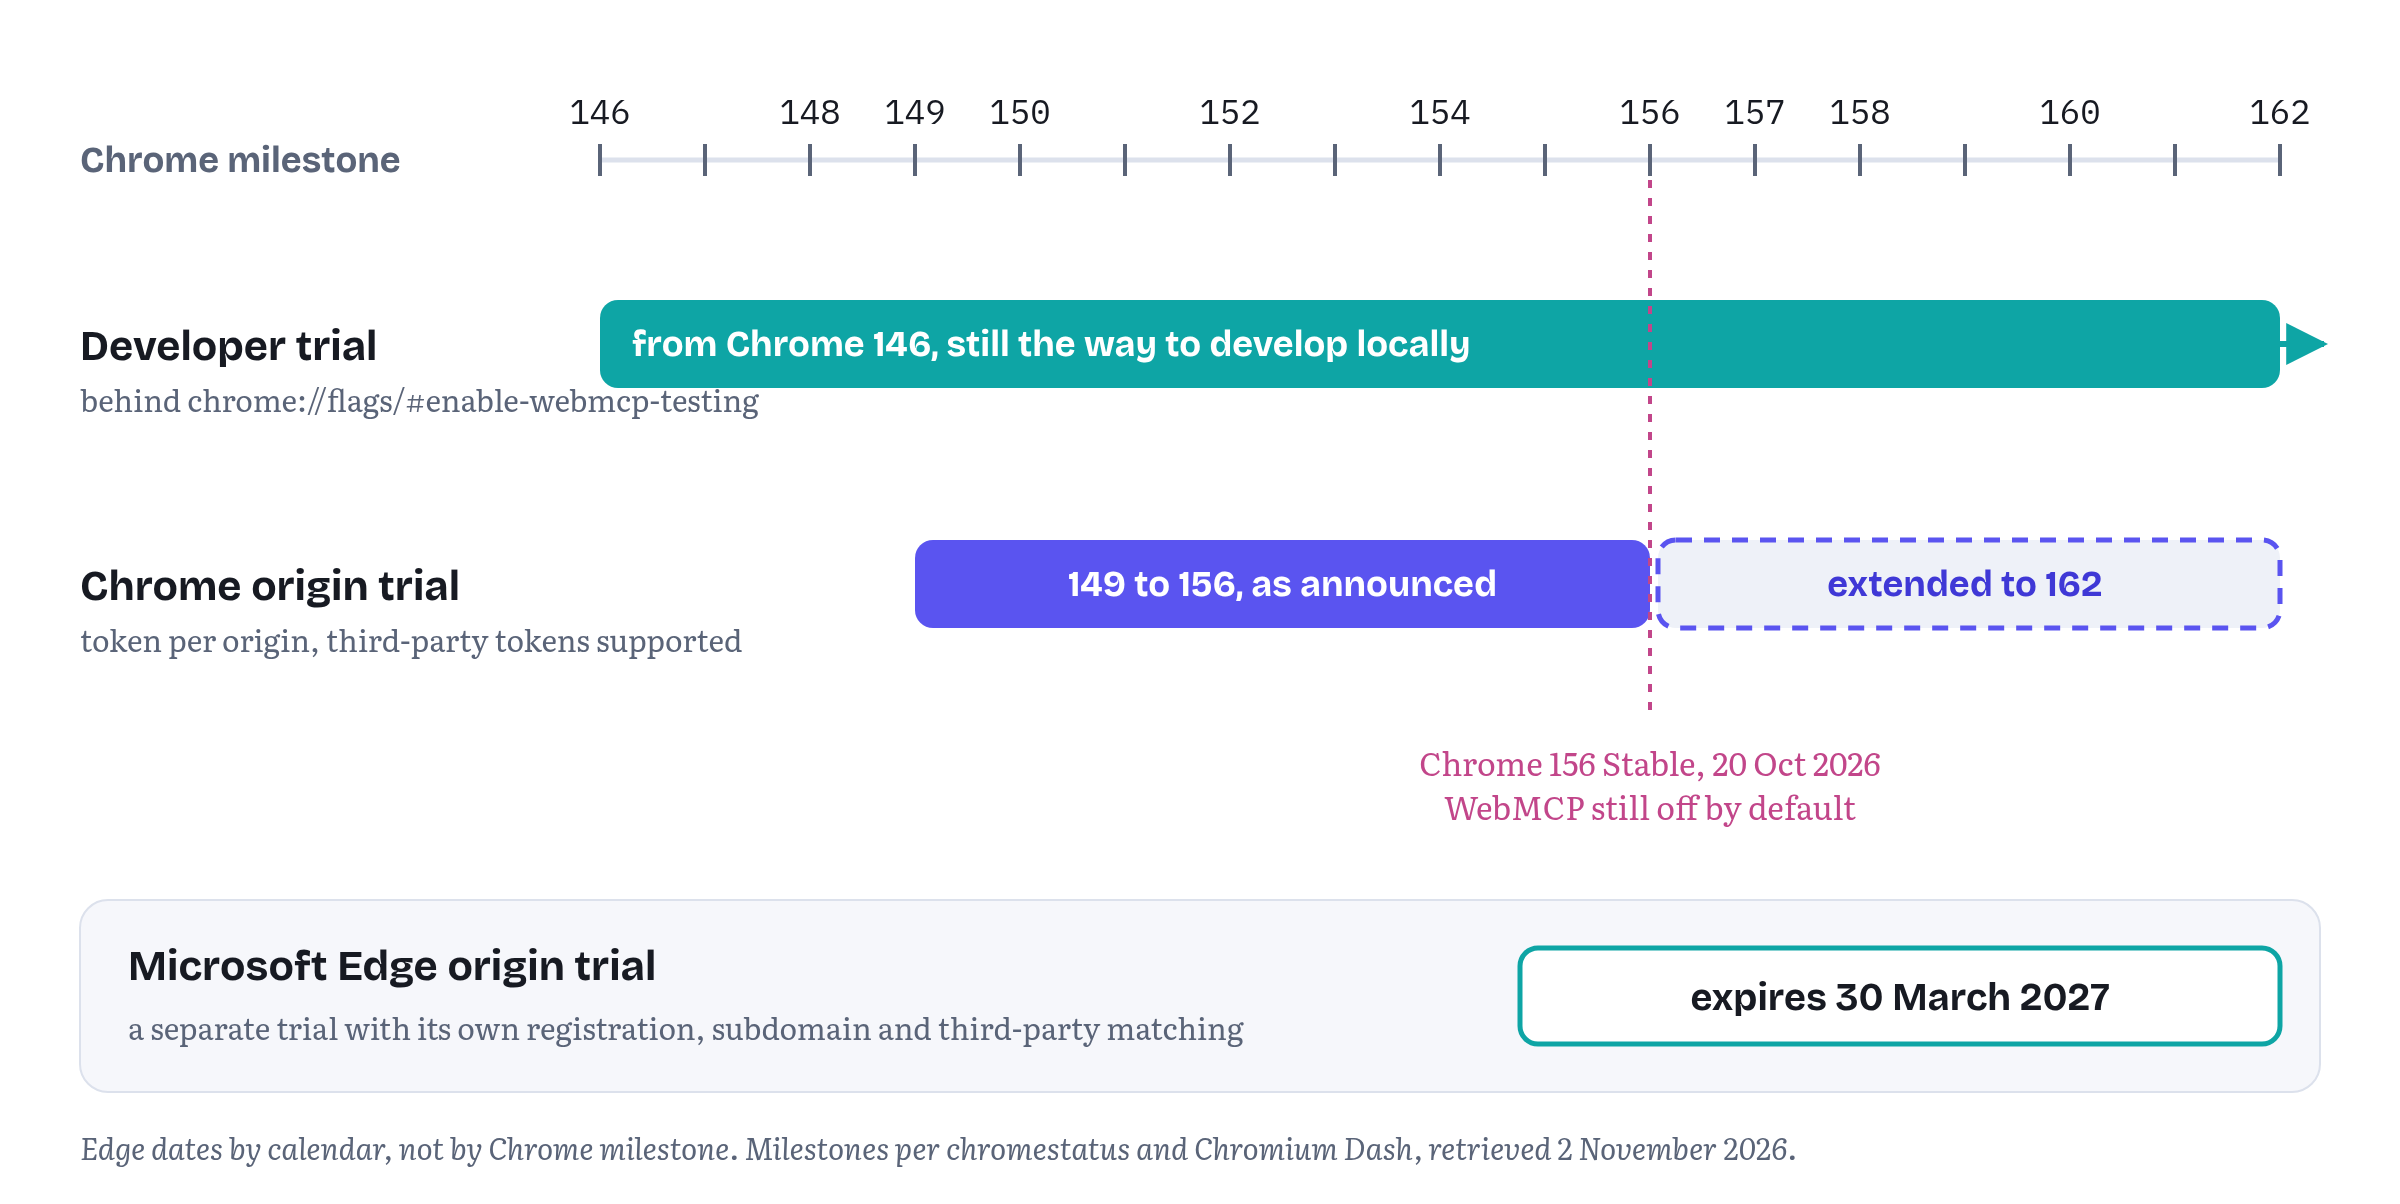 146 148 149 150 152 154 156 157 158 160 162
Chrome milestone
Developer trial
from Chrome 146, still the way to develop locally
behind chrome://flags/#enable-webmcp-testing
Chrome origin trial
149 to 156, as announced
extended to 162
token per origin, third-party tokens supported
Chrome 156 Stable, 20 Oct 2026
WebMCP still off by default
Microsoft Edge origin trial
a separate trial with its own registration, subdomain and third-party matching
expires 30 March 2027
Edge dates by calendar, not by Chrome milestone. Milestones per chromestatus and Chromium Dash, retrieved 2 November 2026.